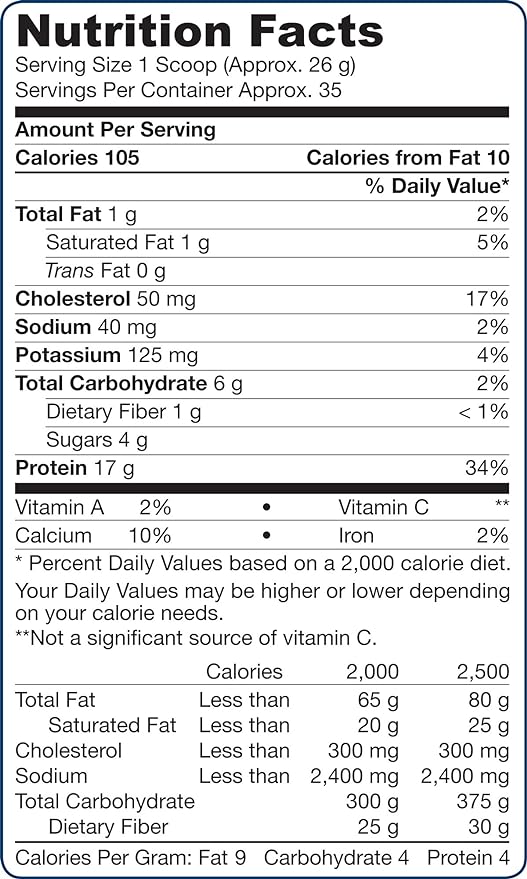 Nutrition Facts
Serving Size 1 Scoop (Approx. 26 g)
Servings Per Container Approx. 35
Amount Per Serving
Calories 105 Calories from Fat 10
% Daily Value*
Total Fat 1 g 2%
Saturated Fat 1 g 5%
Trans Fat 0 g
Cholesterol 50 mg 17%
Sodium 40 mg 2%
Potassium 125 mg 4%
Total Carbohydrate 6 g 2%
Dietary Fiber 1 g < 1%
Sugars 4 g
Protein 17 g 34%
Vitamin A 2% • Vitamin C **
Calcium 10% • Iron 2%
* Percent Daily Values based on a 2,000 calorie diet.
Your Daily Values may be higher or lower depending
on your calorie needs.
**Not a significant source of vitamin C.
Calories 2,000 2,500
Total Fat Less than 65 g 80 g
Saturated Fat Less than 20 g 25 g
Cholesterol Less than 300 mg 300 mg
Sodium Less than 2,400 mg 2,400 mg
Total Carbohydrate 300 g 375 g
Dietary Fiber 25 g 30 g
Calories Per Gram: Fat 9 Carbohydrate 4 Protein 4